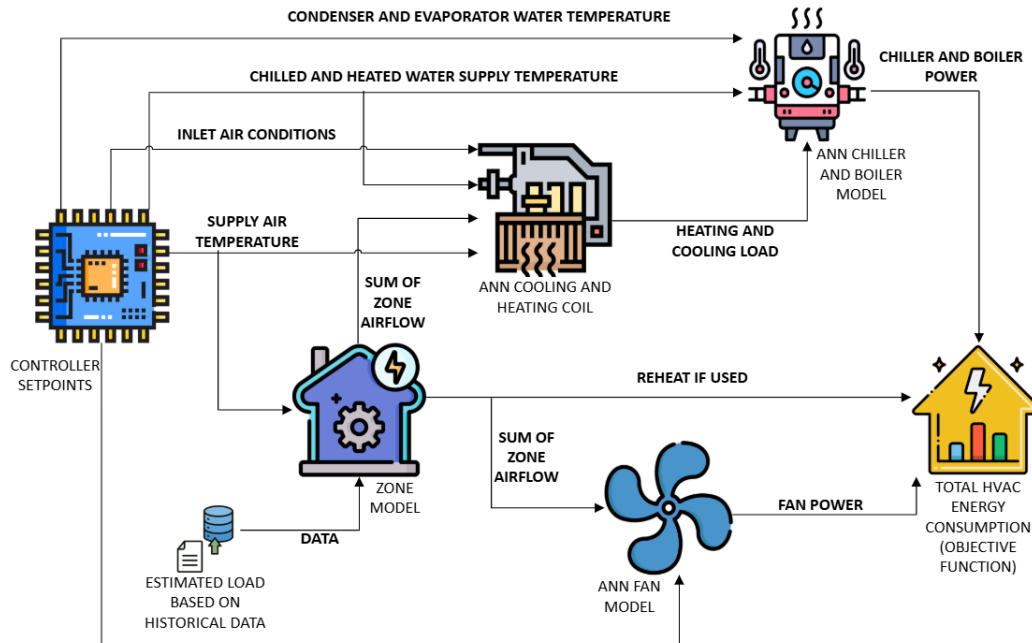 CONDENSER AND EVAPORATOR WATER TEMPERATURE
CHILLER AND BOILER
POWER
CHILLED AND HEATED WATER SUPPLY TEMPERATURE
INLET AIR CONDITIONS
ANN CHILLER
AND BOILER
MODEL
SUPPLY AIR
TEMPERATURE
HEATING AND
COOLING LOAD
SUM OF
ZONE
AIRFLOW
ANN COOLING AND
HEATING COIL
CONTROLLER
SETPOINTS
REHEAT IF USED
SUM OF
ZONE
AIRFLOW
ZONE
MODEL
TOTAL HVAC
ENERGY
CONSUMPTION
(OBJECTIVE
FUNCTION)
FAN POWER
DATA
ESTIMATED LOAD
BASED ON
HISTORICAL DATA
ANN FAN
MODEL